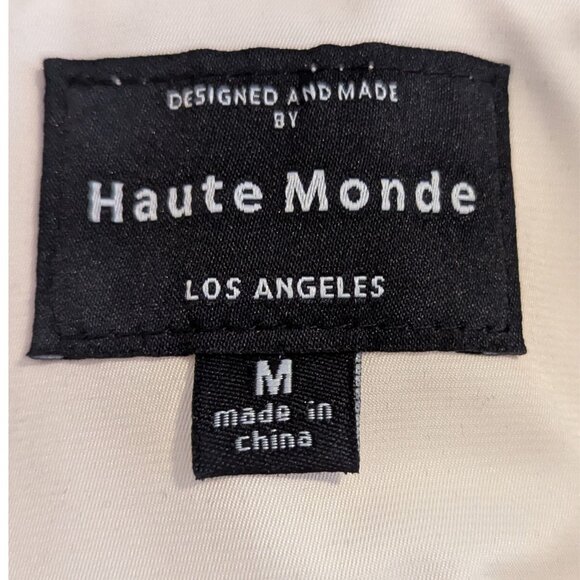 DESIGNED AND MADE
BY
Haute Monde
LOS ANGELES
M
made in
china